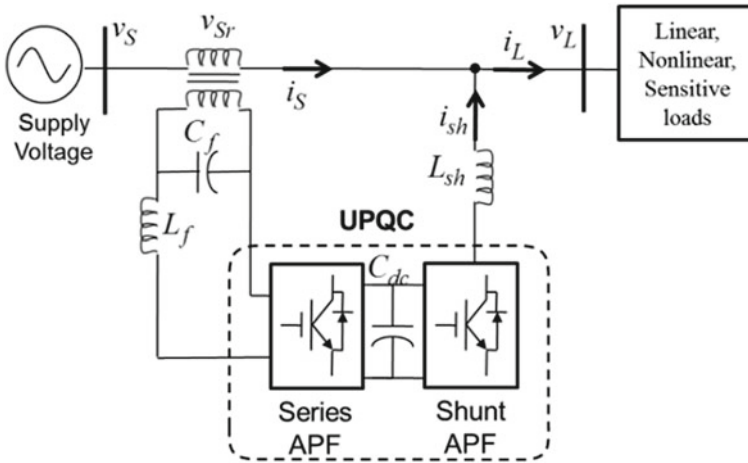 v_S
v_Sr
i_S
i_L
v_L
Linear,
Nonlinear,
Sensitive
loads
Supply
Voltage
C_f
i_sh
L_sh
L_f
UPQC
C_dc
Series
APF
Shunt
APF